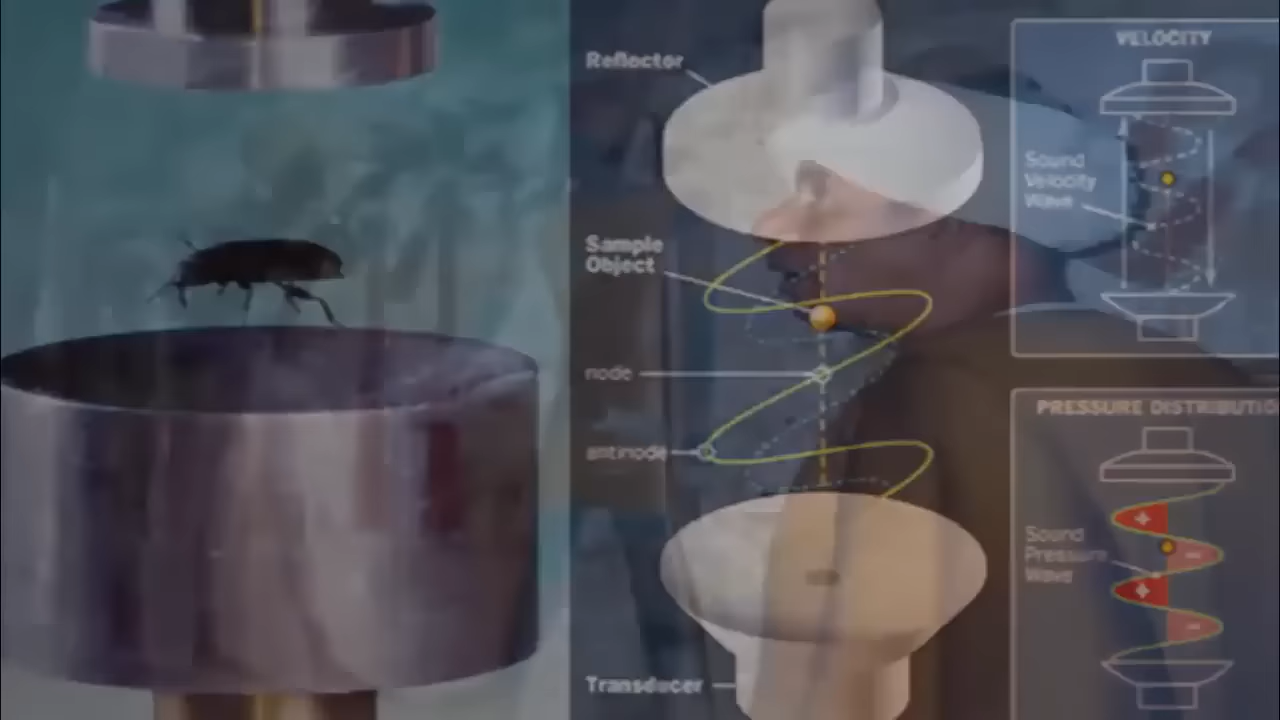 Reflector
Sample
Object
node
antinode
Transducer
VELOCITY
Sound
Velocity
Wave
PRESSURE DISTRIBUTIO
Sound
Pressure
Wave